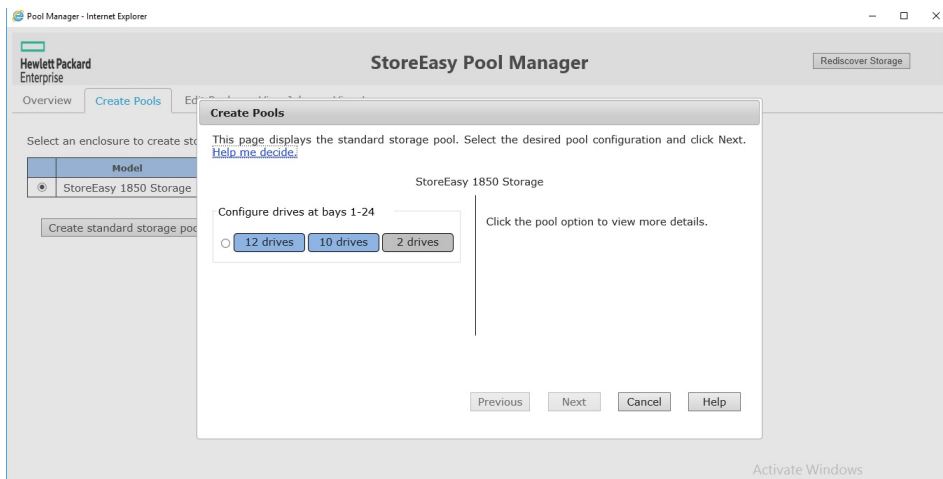 Pool Manager - Internet Explorer
Hewlett Packard
Enterprise
StoreEasy Pool Manager
Rediscover Storage
Overview
Create Pools
Create Pools
This page displays the standard storage pool. Select the desired pool configuration and click Next.
Help me decide.
Select an enclosure to create
Model
StoreEasy 1850 Storage
Create standard storage
StoreEasy 1850 Storage
Configure drives at bays 1-24
12 drives 10 drives 2 drives
Click the pool option to view more details.
Previous Next Cancel Help
Activate Windows